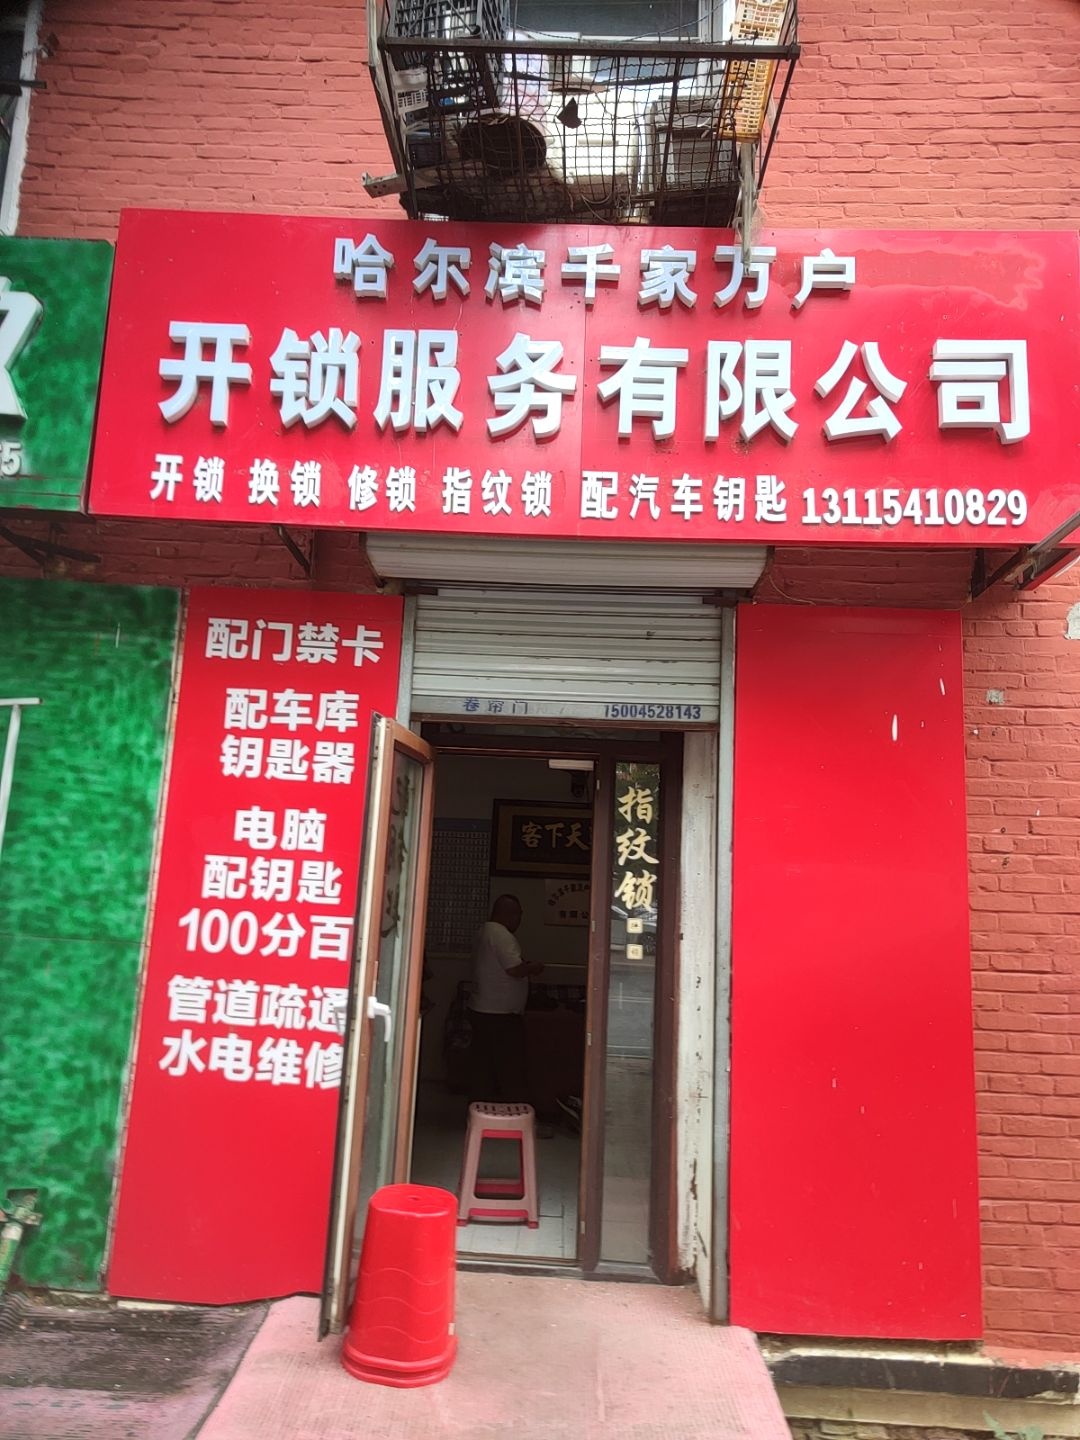 哈尔滨千家万户
开锁服务有限公司
开锁 换锁 修锁 指纹锁 配汽车钥匙 13115410829
配门禁卡
配车库
钥匙器
电脑
配钥匙
100分百
管道疏通
水电维修
卷帘门 15004528143
指纹锁
客下天